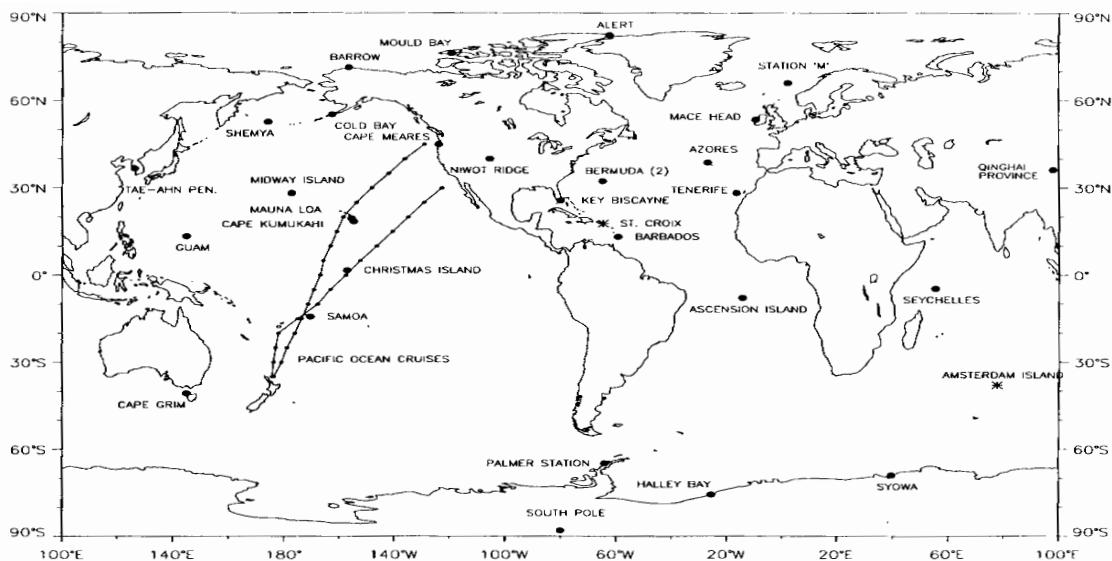 90°N 90°N
ALERT
MOULD BAY
BARROW
STATION 'M'
60°N 60°N
MACE HEAD
SHEMYA
COLD BAY
CAPE MEARES
AZORES
NIWOT RIDGE
BERMUDA (2)
QINGHAI PROVINCE
TAE-AHN PEN.
MIDWAY ISLAND
TENERIFE
30°N 30°N
KEY BISCAYNE
MAUNA LOA
CAPE KUMUKAHI
ST. CROIX
BARBADOS
GUAM
CHRISTMAS ISLAND
0° 0°
SEYCHELLES
ASCENSION ISLAND
SAMOA
30°S 30°S
PACIFIC OCEAN CRUISES
AMSTERDAM ISLAND
CAPE GRIM
60°S 60°S
PALMER STATION
HALLEY BAY
SYOWA
SOUTH POLE
90°S 90°S
100°E 140°E 180° 140°W 100°W 60°W 20°W 20°E 60°E 100°E